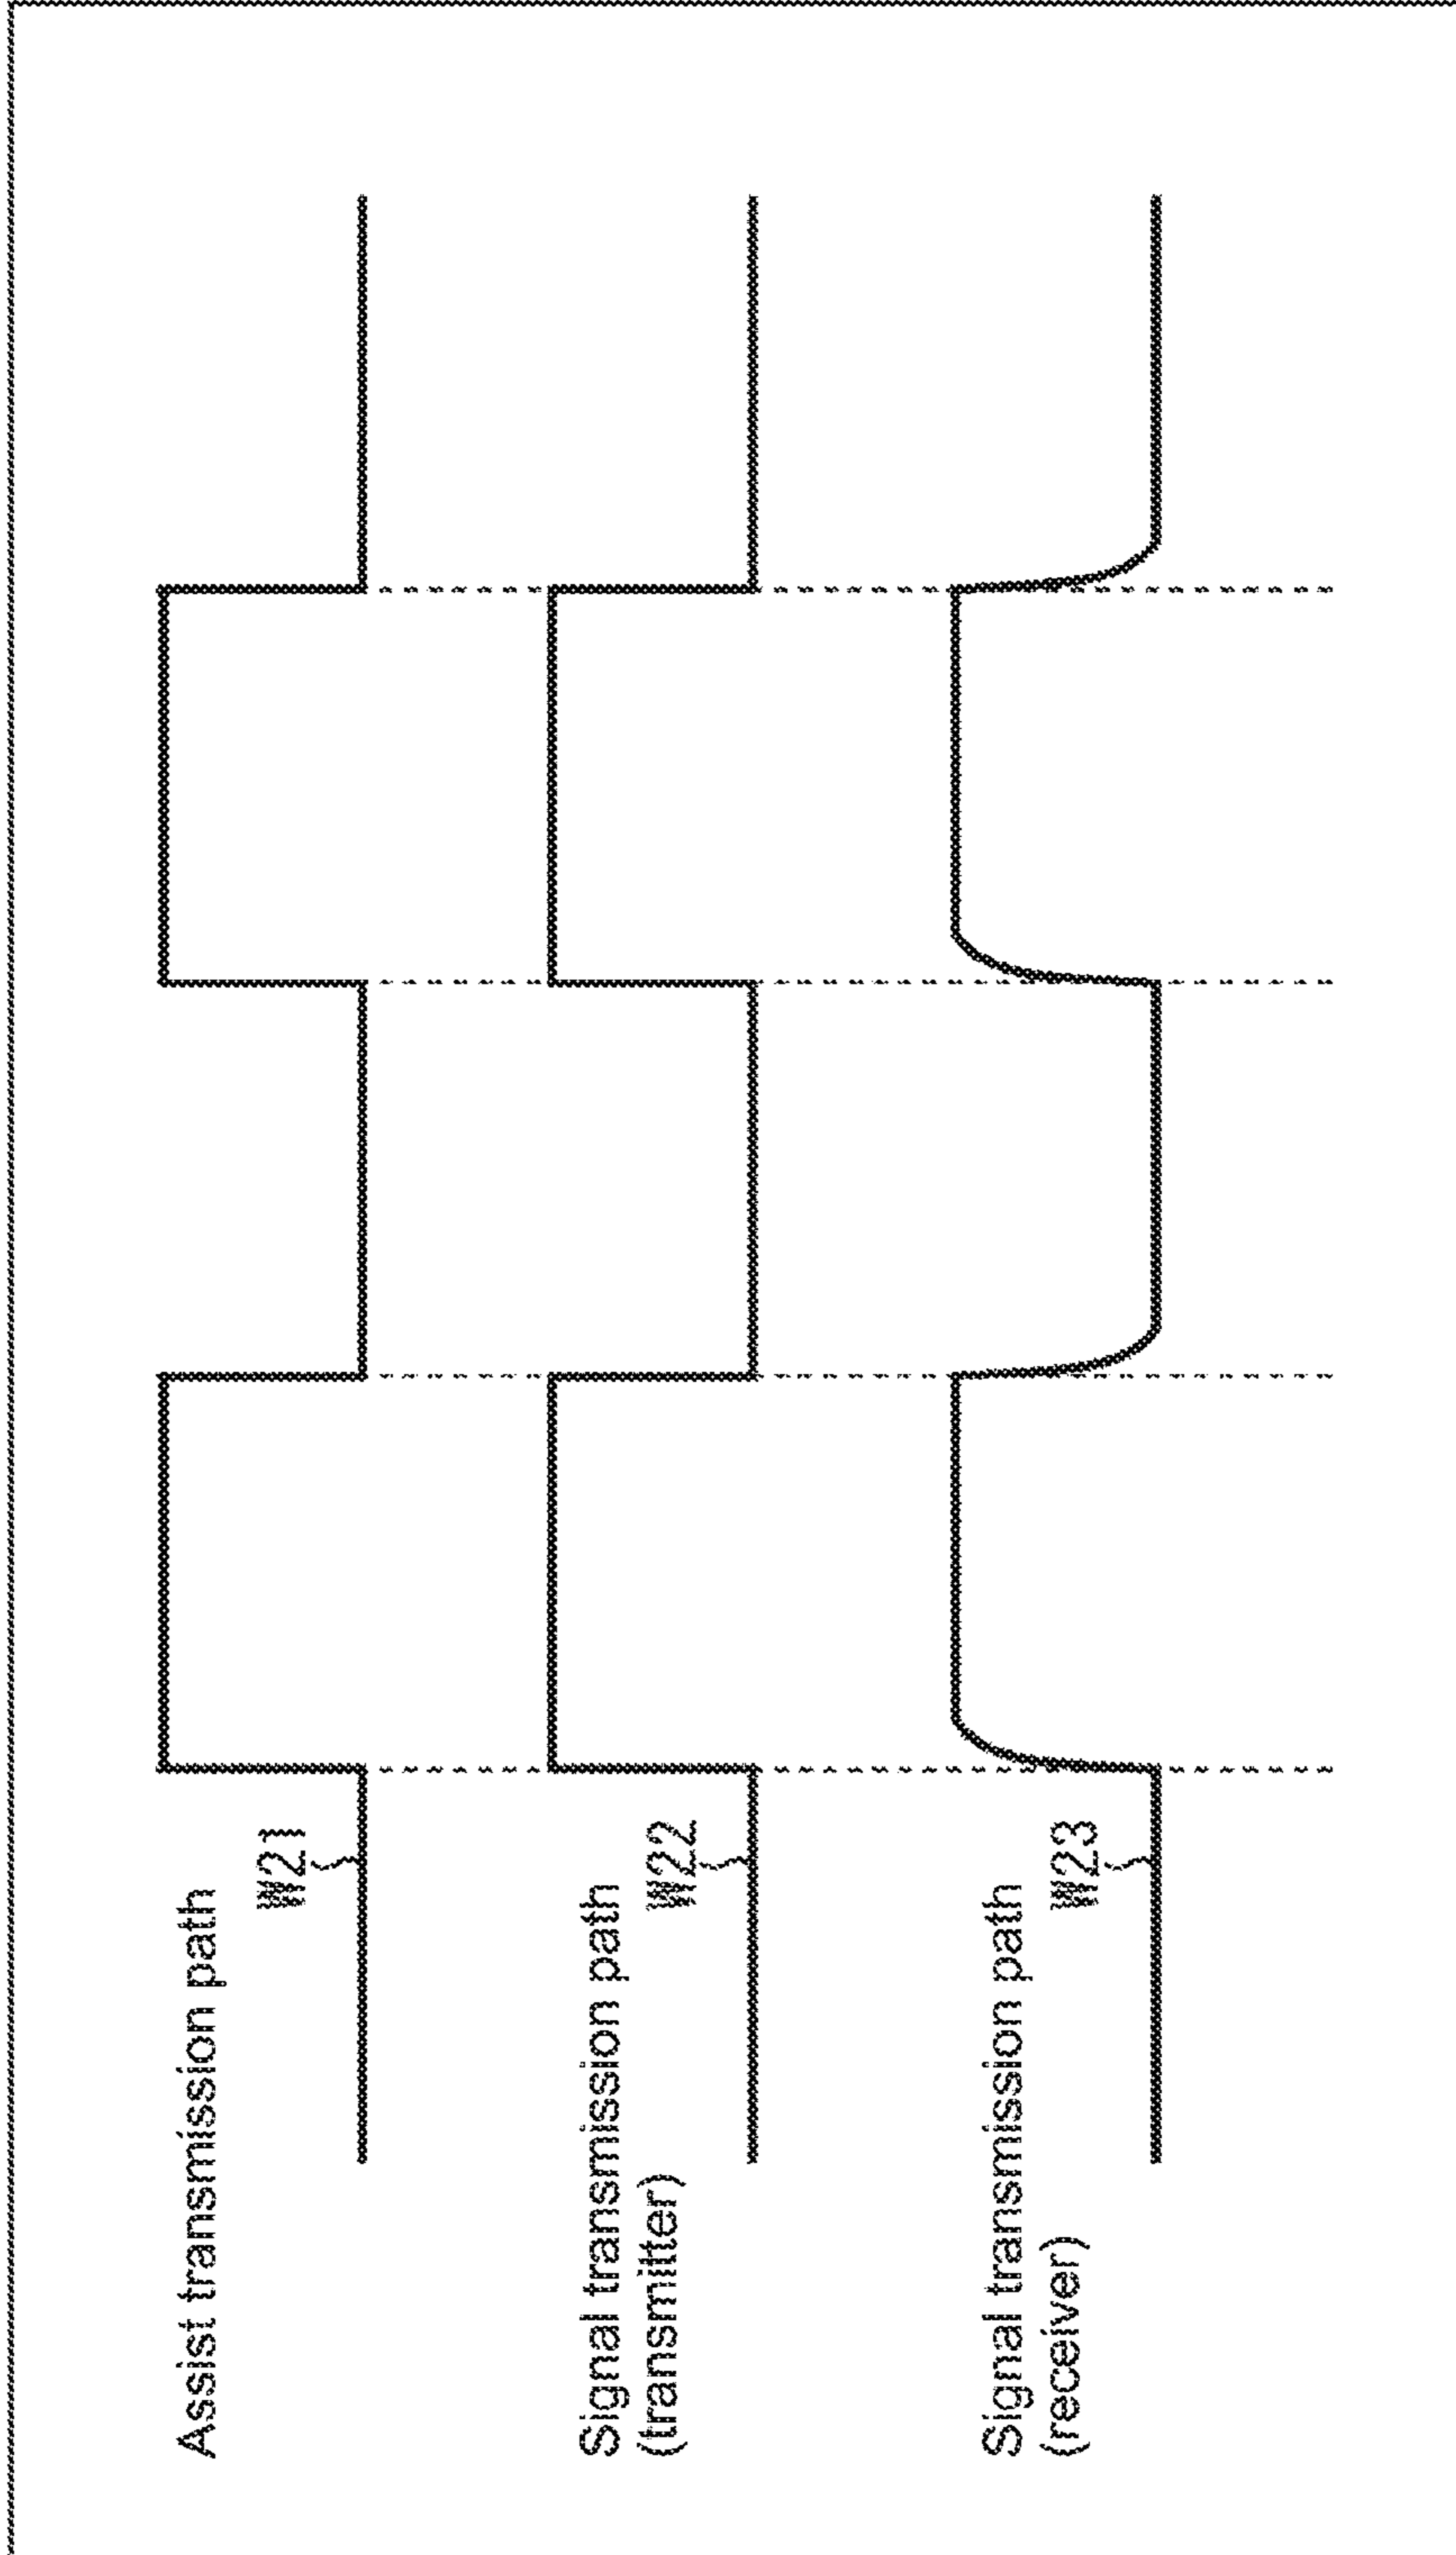 Assist transmission path
W21
Signal transmission path
(transmitter)
W22
Signal transmission path
(receiver)
W23